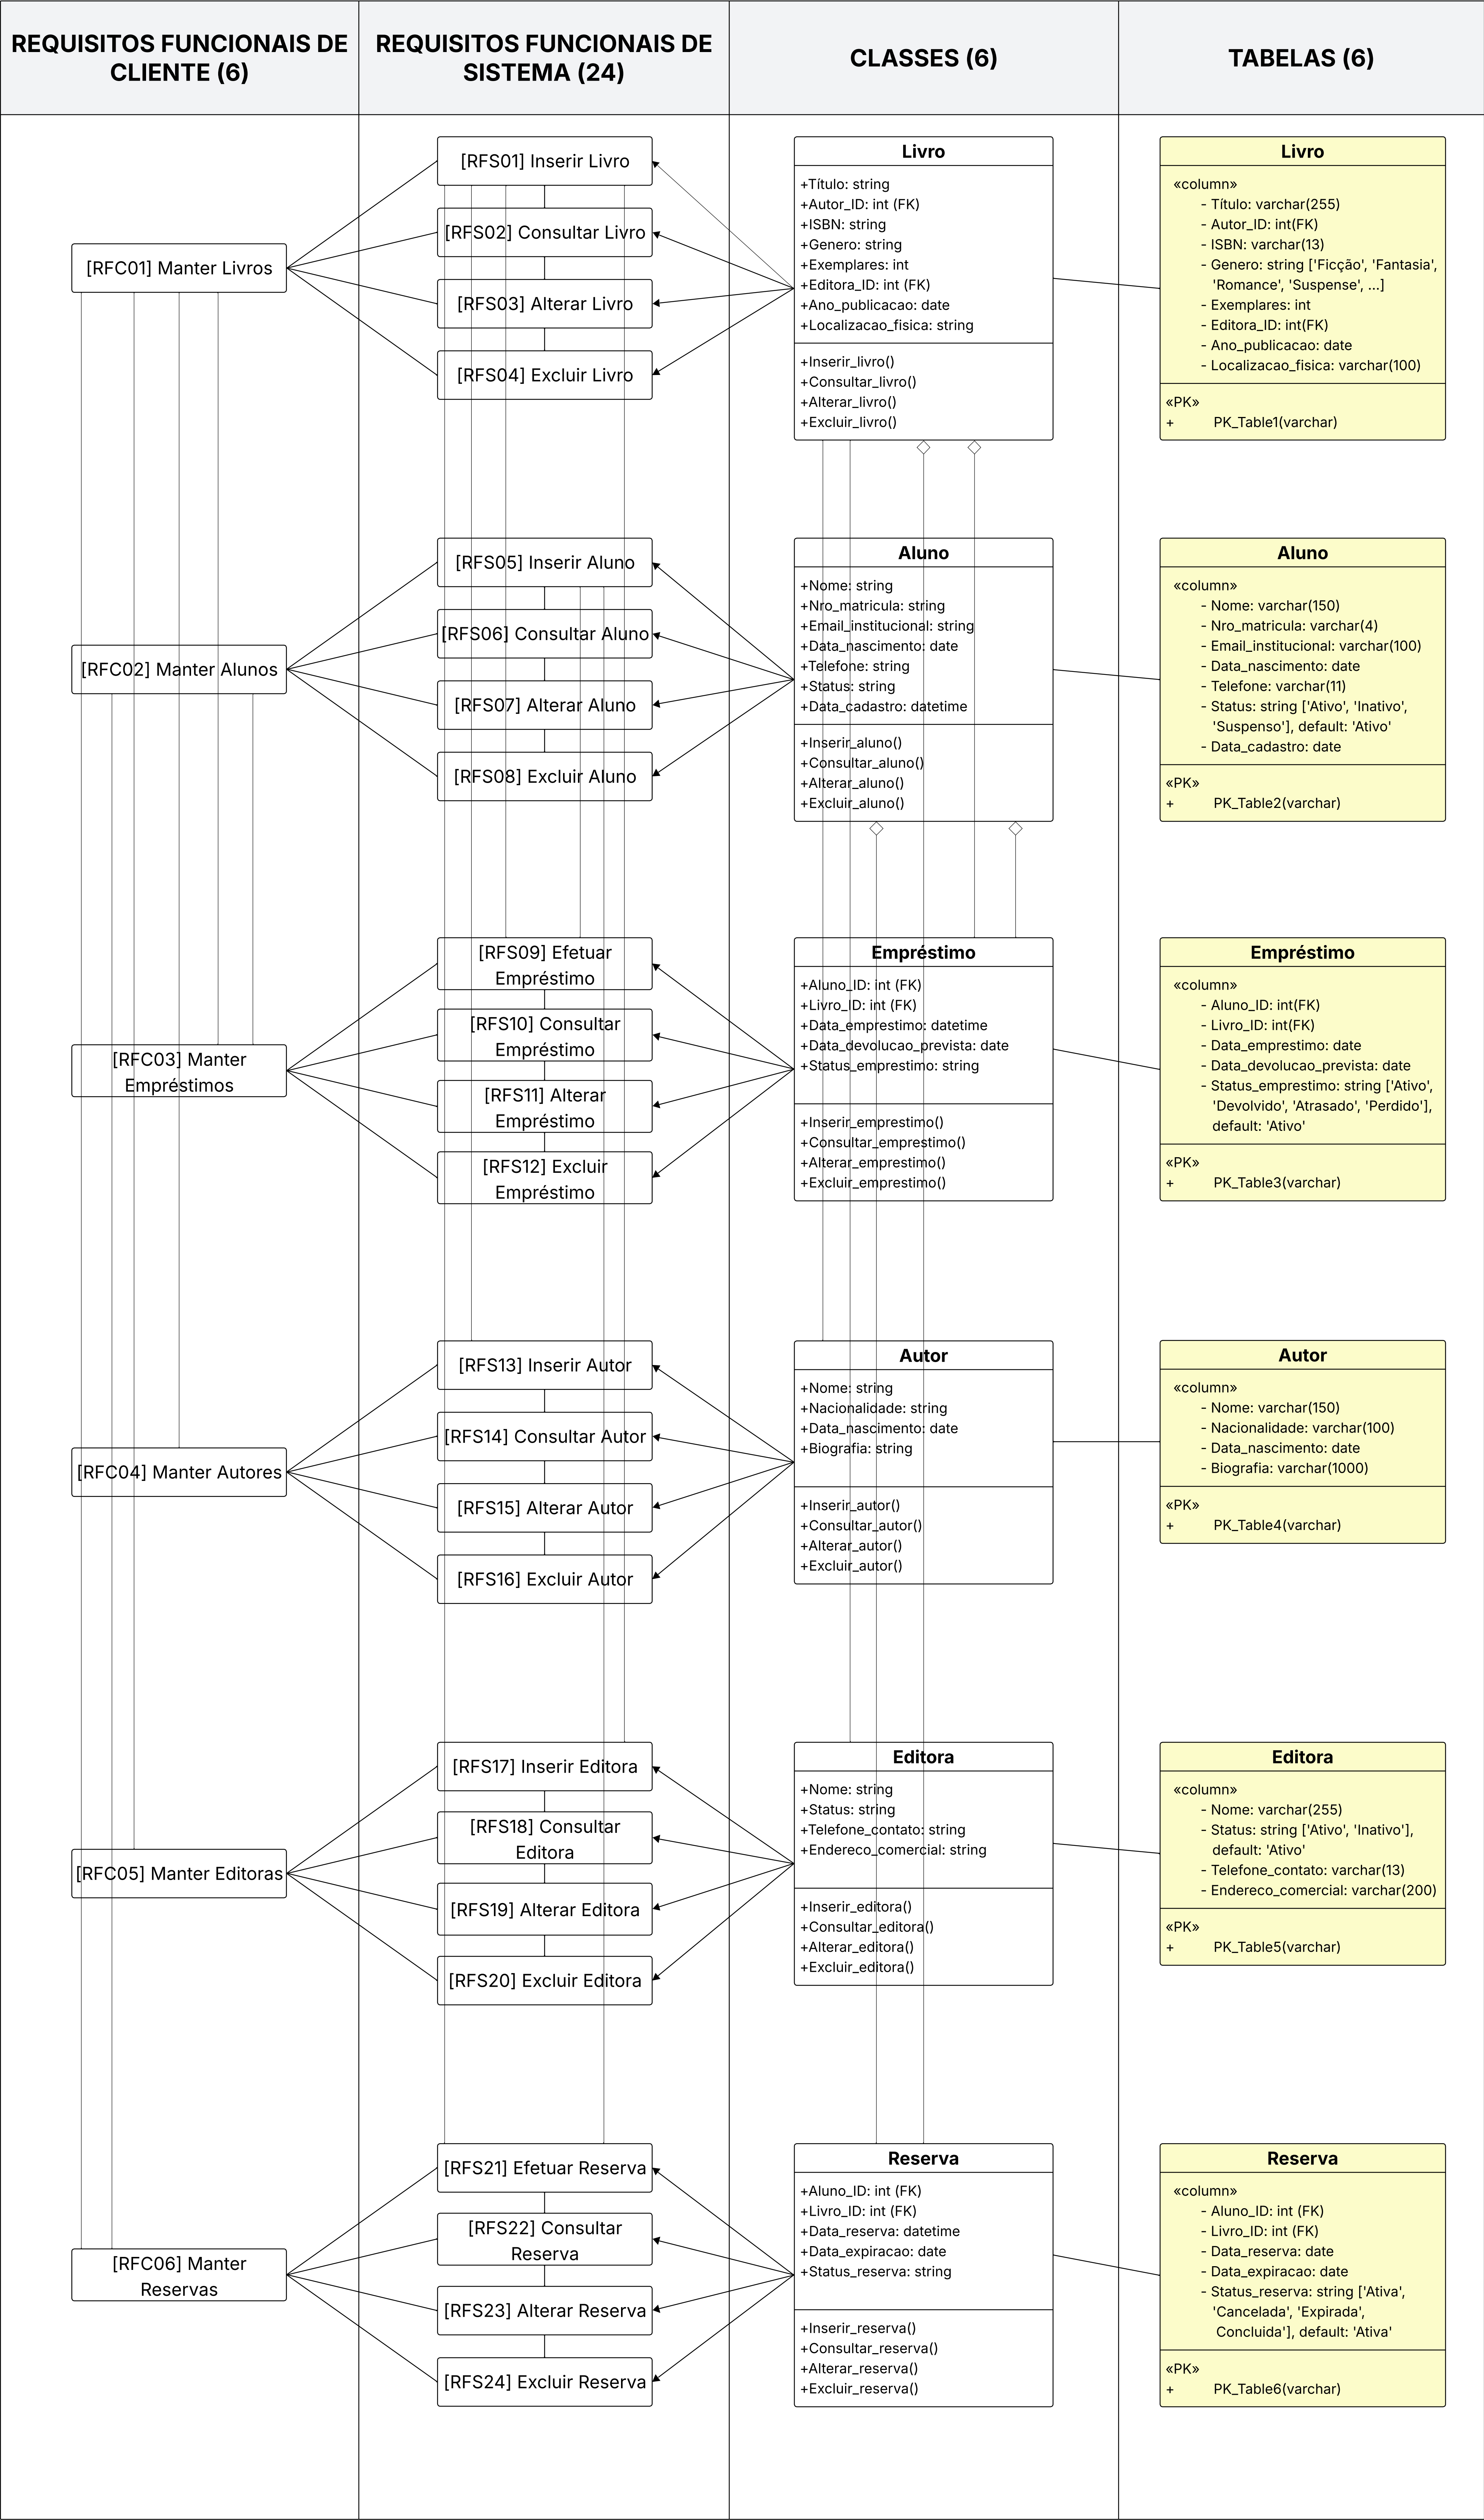 REQUISITOS FUNCIONAIS DE
CLIENTE (6)
REQUISITOS FUNCIONAIS DE
SISTEMA (24)
CLASSES (6)
TABELAS (6)
[RFC01] Manter Livros
[RFS01] Inserir Livro
[RFS02] Consultar Livro
[RFS03] Alterar Livro
[RFS04] Excluir Livro
Livro
+Título: string
+Autor_ID: int (FK)
+ISBN: string
+Genero: string
+Exemplares: int
+Editora_ID: int (FK)
+Ano_publicacao: date
+Localizacao_fisica: string
+Inserir_livro()
+Consultar_livro()
+Alterar_livro()
+Excluir_livro()
Livro
«column»
- Título: varchar(255)
- Autor_ID: int(FK)
- ISBN: varchar(13)
- Genero: string ['Ficção', 'Fantasia',
'Romance', 'Suspense', ...]
- Exemplares: int
- Editora_ID: int(FK)
- Ano_publicacao: date
- Localizacao_fisica: varchar(100)
«PK»
+ PK_Table1(varchar)
[RFC02] Manter Alunos
[RFS05] Inserir Aluno
[RFS06] Consultar Aluno
[RFS07] Alterar Aluno
[RFS08] Excluir Aluno
Aluno
+Nome: string
+Nro_matricula: string
+Email_institucional: string
+Data_nascimento: date
+Telefone: string
+Status: string
+Data_cadastro: datetime
+Inserir_aluno()
+Consultar_aluno()
+Alterar_aluno()
+Excluir_aluno()
Aluno
«column»
- Nome: varchar(150)
- Nro_matricula: varchar(4)
- Email_institucional: varchar(100)
- Data_nascimento: date
- Telefone: varchar(11)
- Status: string ['Ativo', 'Inativo',
'Suspenso'], default: 'Ativo'
- Data_cadastro: date
«PK»
+ PK_Table2(varchar)
[RFC03] Manter
Empréstimos
[RFS09] Efetuar
Empréstimo
[RFS10] Consultar
Empréstimo
[RFS11] Alterar
Empréstimo
[RFS12] Excluir
Empréstimo
Empréstimo
+Aluno_ID: int (FK)
+Livro_ID: int (FK)
+Data_emprestimo: datetime
+Data_devolucao_prevista: date
+Status_emprestimo: string
+Inserir_emprestimo()
+Consultar_emprestimo()
+Alterar_emprestimo()
+Excluir_emprestimo()
Empréstimo
«column»
- Aluno_ID: int(FK)
- Livro_ID: int(FK)
- Data_emprestimo: date
- Data_devolucao_prevista: date
- Status_emprestimo: string ['Ativo',
'Devolvido', 'Atrasado', 'Perdido'],
default: 'Ativo'
«PK»
+ PK_Table3(varchar)
[RFC04] Manter Autores
[RFS13] Inserir Autor
[RFS14] Consultar Autor
[RFS15] Alterar Autor
[RFS16] Excluir Autor
Autor
+Nome: string
+Nacionalidade: string
+Data_nascimento: date
+Biografia: string
+Inserir_autor()
+Consultar_autor()
+Alterar_autor()
+Excluir_autor()
Autor
«column»
- Nome: varchar(150)
- Nacionalidade: varchar(100)
- Data_nascimento: date
- Biografia: varchar(1000)
«PK»
+ PK_Table4(varchar)
[RFC05] Manter Editoras
[RFS17] Inserir Editora
[RFS18] Consultar
Editora
[RFS19] Alterar Editora
[RFS20] Excluir Editora
Editora
+Nome: string
+Status: string
+Telefone_contato: string
+Endereco_comercial: string
+Inserir_editora()
+Consultar_editora()
+Alterar_editora()
+Excluir_editora()
Editora
«column»
- Nome: varchar(255)
- Status: string ['Ativo', 'Inativo'],
default: 'Ativo'
- Telefone_contato: varchar(13)
- Endereco_comercial: varchar(200)
«PK»
+ PK_Table5(varchar)
[RFC06] Manter
Reservas
[RFS21] Efetuar Reserva
[RFS22] Consultar
Reserva
[RFS23] Alterar Reserva
[RFS24] Excluir Reserva
Reserva
+Aluno_ID: int (FK)
+Livro_ID: int (FK)
+Data_reserva: datetime
+Data_expiracao: date
+Status_reserva: string
+Inserir_reserva()
+Consultar_reserva()
+Alterar_reserva()
+Excluir_reserva()
Reserva
«column»
- Aluno_ID: int (FK)
- Livro_ID: int (FK)
- Data_reserva: date
- Data_expiracao: date
- Status_reserva: string ['Ativa',
'Cancelada', 'Expirada',
Concluida'], default: 'Ativa'
«PK»
+ PK_Table6(varchar)